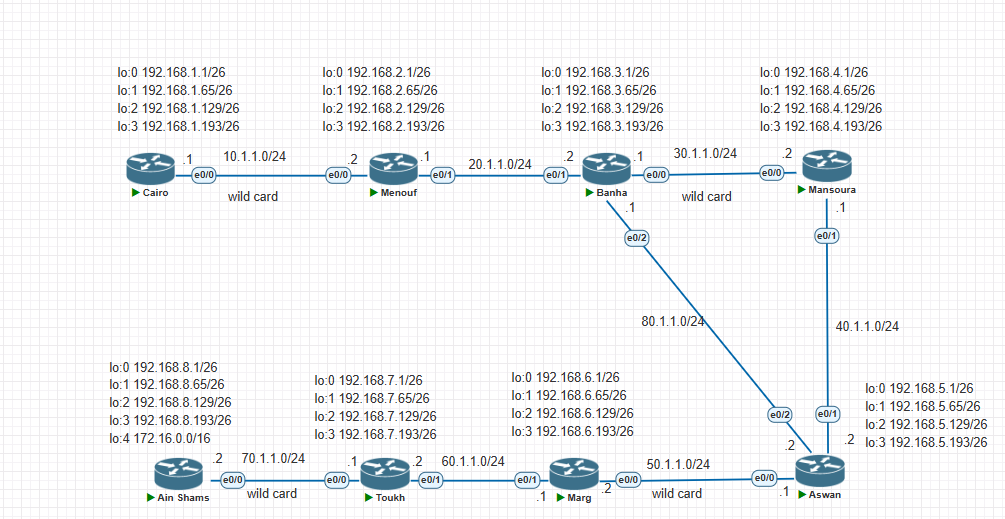 lo:0 192.168.1.1/26
lo:1 192.168.1.65/26
lo:2 192.168.1.129/26
lo:3 192.168.1.193/26
lo:0 192.168.2.1/26
lo:1 192.168.2.65/26
lo:2 192.168.2.129/26
lo:3 192.168.2.193/26
lo:0 192.168.3.1/26
lo:1 192.168.3.65/26
lo:2 192.168.3.129/26
lo:3 192.168.3.193/26
lo:0 192.168.4.1/26
lo:1 192.168.4.65/26
lo:2 192.168.4.129/26
lo:3 192.168.4.193/26
.1
10.1.1.0/24
.2
.1
20.1.1.0/24
.2
.1
30.1.1.0/24
.2
e0/0
e0/0
e0/1
e0/1
e0/0
e0/0
Cairo
wild card
Menouf
Banha
wild card
Mansoura
.1
.1
e0/2
e0/1
80.1.1.0/24
40.1.1.0/24
lo:0 192.168.8.1/26
lo:1 192.168.8.65/26
lo:2 192.168.8.129/26
lo:3 192.168.8.193/26
lo:4 172.16.0.0/16
lo:0 192.168.7.1/26
lo:1 192.168.7.65/26
lo:2 192.168.7.129/26
lo:3 192.168.7.193/26
lo:0 192.168.6.1/26
lo:1 192.168.6.65/26
lo:2 192.168.6.129/26
lo:3 192.168.6.193/26
lo:0 192.168.5.1/26
lo:1 192.168.5.65/26
lo:2 192.168.5.129/26
lo:3 192.168.5.193/26
e0/2
e0/1
.2
.2
.2
70.1.1.0/24
.1
.2
60.1.1.0/24
50.1.1.0/24
e0/0
e0/0
e0/1
e0/1
e0/0
e0/0
.1
.2
.1
Ain Shams
wild card
Toukh
Marg
wild card
Aswan